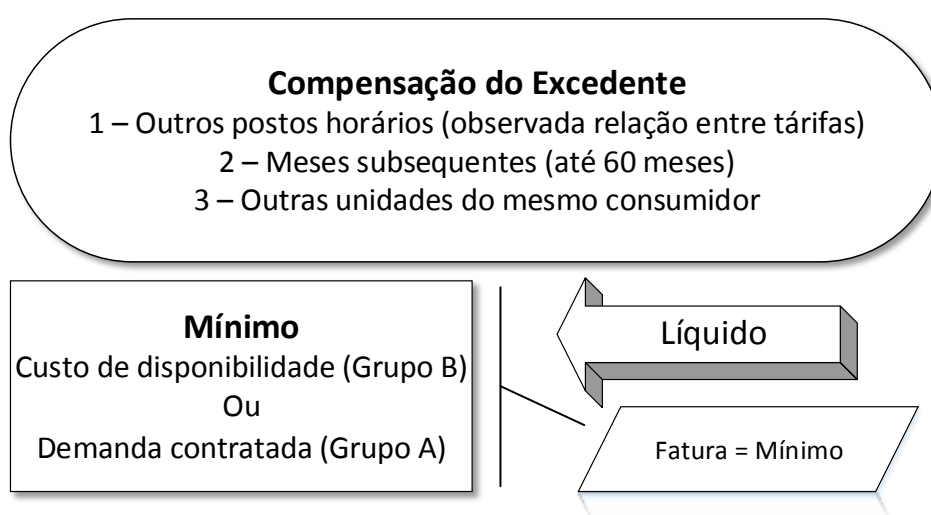 Compensação do Excedente
1 – Outros postos horários (observada relação entre tárifas)
2 – Meses subsequentes (até 60 meses)
3 – Outras unidades do mesmo consumidor
Mínimo
Custo de disponibilidade (Grupo B)
Ou
Demanda contratada (Grupo A)
Líquido
Fatura = Mínimo